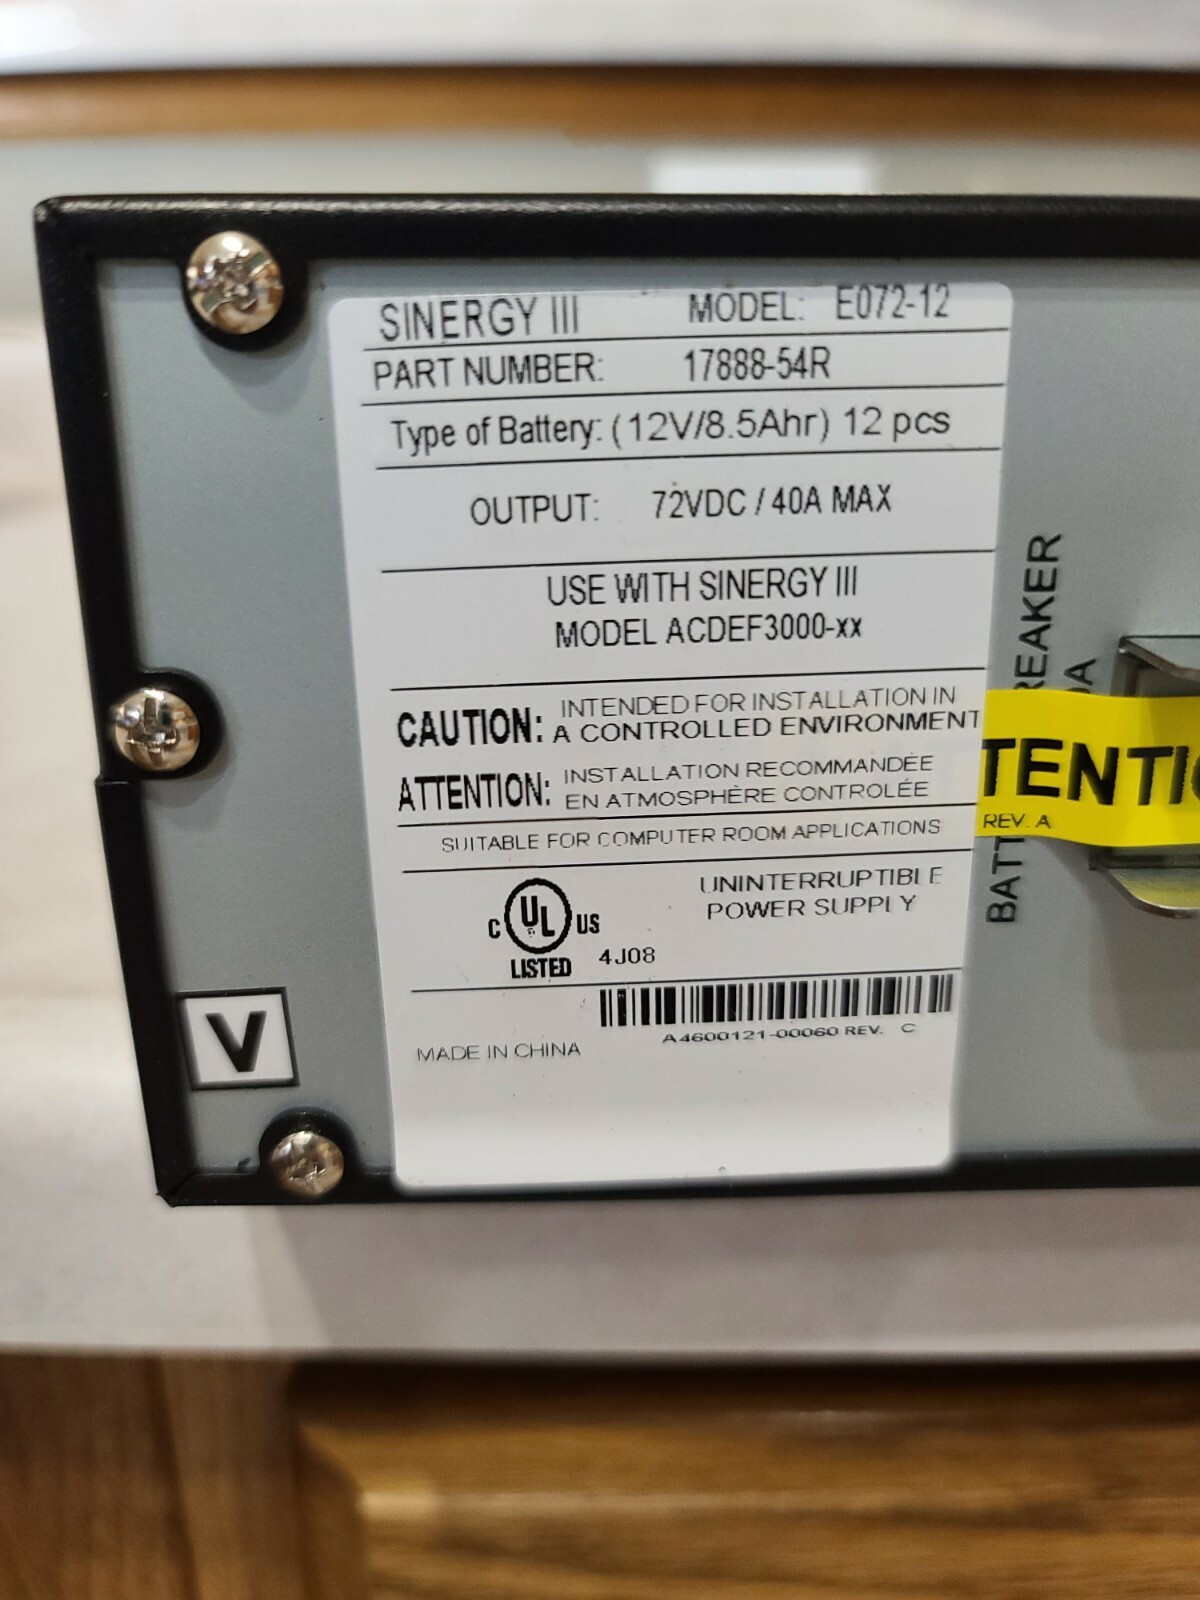 SINERGY III MODEL: E072-12
PART NUMBER: 17888-54R
Type of Battery: (12V/8.5Ahr) 12 pcs
OUTPUT: 72VDC / 40A MAX
USE WITH SINERGY III
MODEL ACDEF3000-xx
CAUTION: INTENDED FOR INSTALLATION IN
A CONTROLLED ENVIRONMENT
ATTENTION: INSTALLATION RECOMMANDÉE
EN ATMOSPHÈRE CONTROLÉE
SUITABLE FOR COMPUTER ROOM APPLICATIONS
UNINTERRUPTIBLE
POWER SUPPLY
C UL US
LISTED 4J08
A4600121-00060 REV. C
MADE IN CHINA
V
TENTIO
REV. A
BATT REAKER